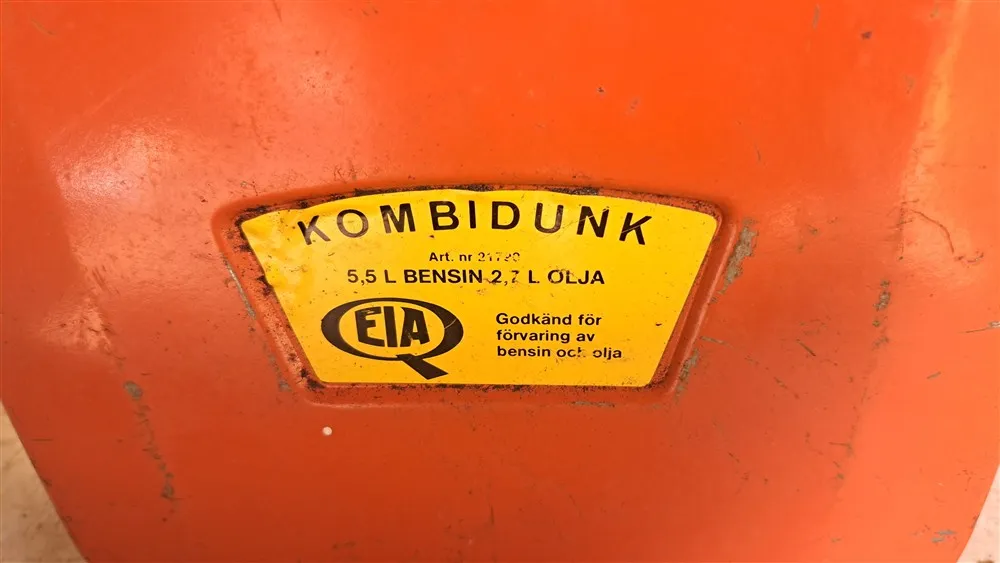 KOMBIDUNK
Art. nr
5,5 L BENSIN 2,7 L OLJA
EIA
Godkänd för
förvaring av
bensin och olja